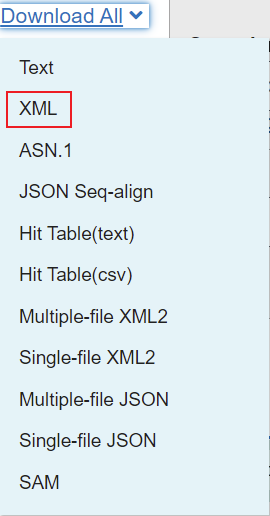 Download All
Text
XML
ASN.1
JSON Seq-align
Hit Table(text)
Hit Table(csv)
Multiple-file XML2
Single-file XML2
Multiple-file JSON
Single-file JSON
SAM